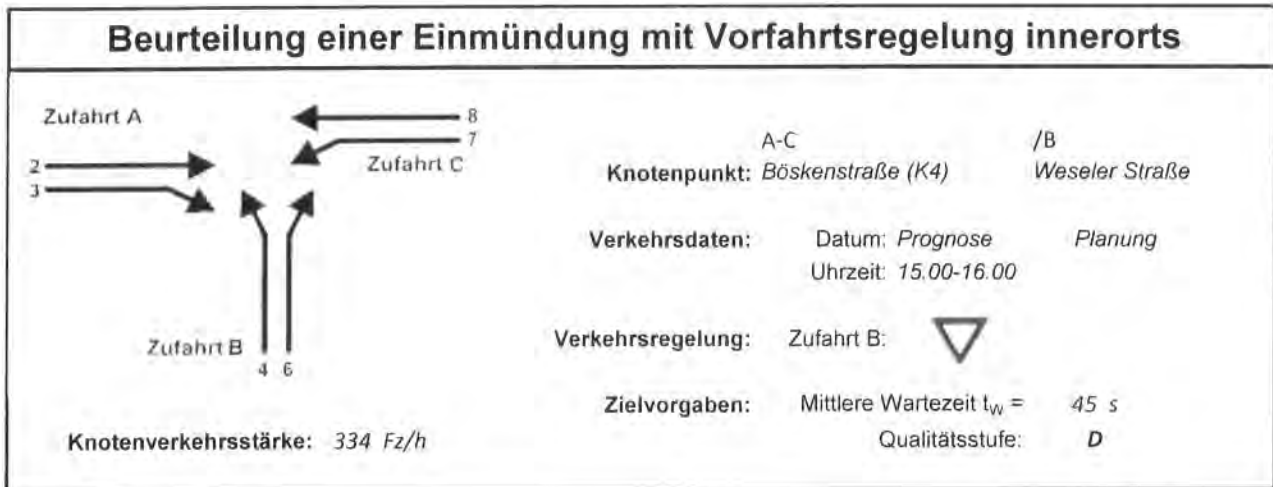 Beurteilung einer Einmündung mit Vorfahrtsregelung innerorts
Zufahrt A
8
7
Zufahrt C
2
3
Zufahrt B
4 6
Knotenverkehrsstärke: 334 Fz/h
A-C /B
Knotenpunkt: Böskenstraße (K4) Weseler Straße
Verkehrsdaten: Datum: Prognose Planung
Uhrzeit: 15.00-16.00
Verkehrsregelung: Zufahrt B:
Zielvorgaben: Mittlere Wartezeit tw = 45 s
Qualitätsstufe: D